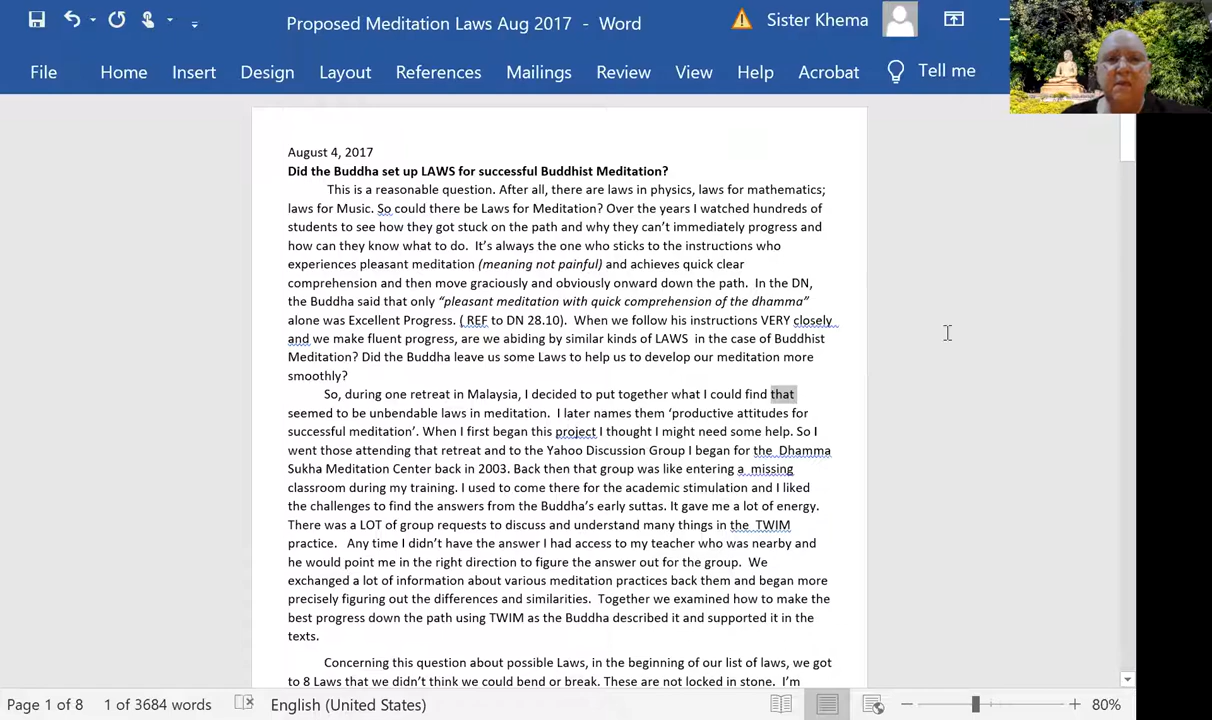 Proposed Meditation Laws Aug 2017 - Word
Sister Khema
File Home Insert Design Layout References Mailings Review View Help Acrobat Tell me
August 4, 2017
Did the Buddha set up LAWS for successful Buddhist Meditation?
This is a reasonable question. After all, there are laws in physics, laws for mathematics;
laws for Music. So could there be Laws for Meditation? Over the years I watched hundreds of
students to see how they got stuck on the path and why they can't immediately progress and
how can they know what to do. It's always the one who sticks to the instructions who
experiences pleasant meditation (meaning not painful) and achieves quick clear
comprehension and then move graciously and obviously onward down the path. In the DN,
the Buddha said that only “pleasant meditation with quick comprehension of the dhamma”
alone was Excellent Progress. ( REF to DN 28.10). When we follow his instructions VERY closely
and we make fluent progress, are we abiding by similar kinds of LAWS in the case of Buddhist
Meditation? Did the Buddha leave us some Laws to help us to develop our meditation more
smoothly?
So, during one retreat in Malaysia, I decided to put together what I could find that
seemed to be unbendable laws in meditation. I later names them ‘productive attitudes for
successful meditation’. When I first began this project I thought I might need some help. So I
went those attending that retreat and to the Yahoo Discussion Group I began for the Dhamma
Sukha Meditation Center back in 2003. Back then that group was like entering a missing
classroom during my training. I used to come there for the academic stimulation and I liked
the challenges to find the answers from the Buddha's early suttas. It gave me a lot of energy.
There was a LOT of group requests to discuss and understand many things in the TWIM
practice. Any time I didn't have the answer I had access to my teacher who was nearby and
he would point me in the right direction to figure the answer out for the group. We
exchanged a lot of information about various meditation practices back them and began more
precisely figuring out the differences and similarities. Together we examined how to make the
best progress down the path using TWIM as the Buddha described it and supported it in the
texts.
Concerning this question about possible Laws, in the beginning of our list of laws, we got
to 8 Laws that we didn't think we could bend or break. These are not locked in stone. I'm
Page 1 of 8 1 of 3684 words English (United States) 80%